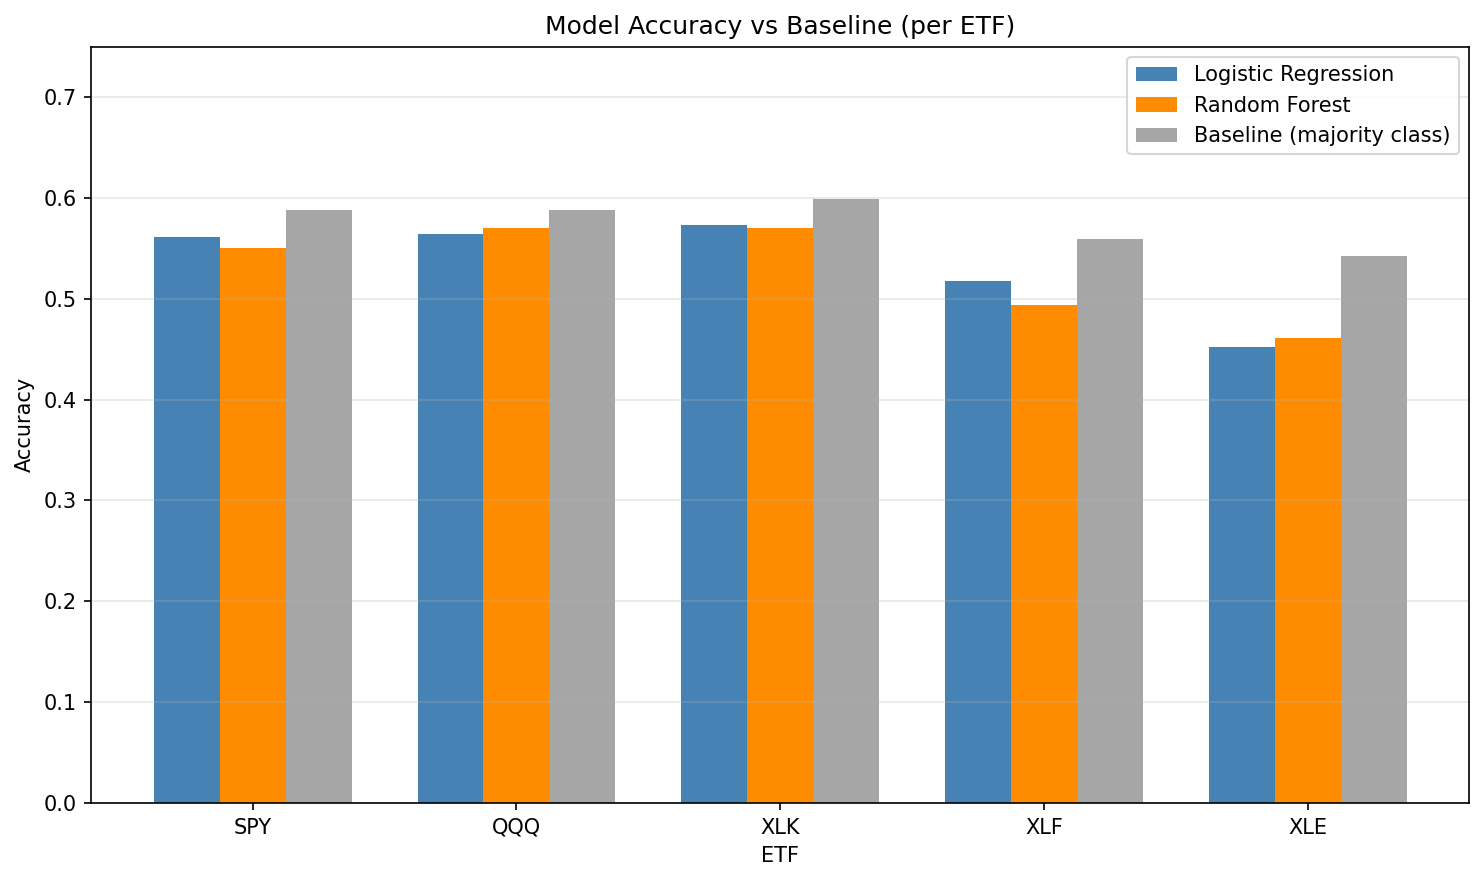 Model Accuracy vs Baseline (per ETF)
Logistic Regression
Random Forest
Baseline (majority class)
0.7
0.6
0.5
0.4
0.3
0.2
0.1
0.0
Accuracy
SPY QQQ XLK XLF XLE
ETF